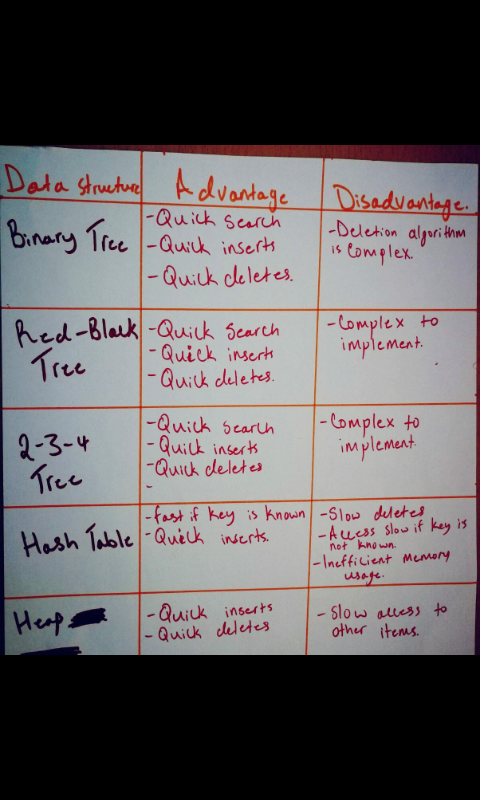 Data structure
Advantage
Disadvantage.
Binary Tree
-Quick search
-Quick inserts
-Quick deletes.
-Deletion algorithm
is complex.
Red-Black
Tree
-Quick search
-Quick inserts
-Quick deletes.
-Complex to
implement.
2-3-4
Tree
-Quick search
-Quick inserts
-Quick deletes
-
-Complex to
implement.
Hash Table
-fast if key is known
-Quick inserts.
-Slow deletes
-Access slow if key is
not known.
-Inefficient memory
usage.
Heap
-Quick inserts
-Quick deletes
-Slow access to
other items.